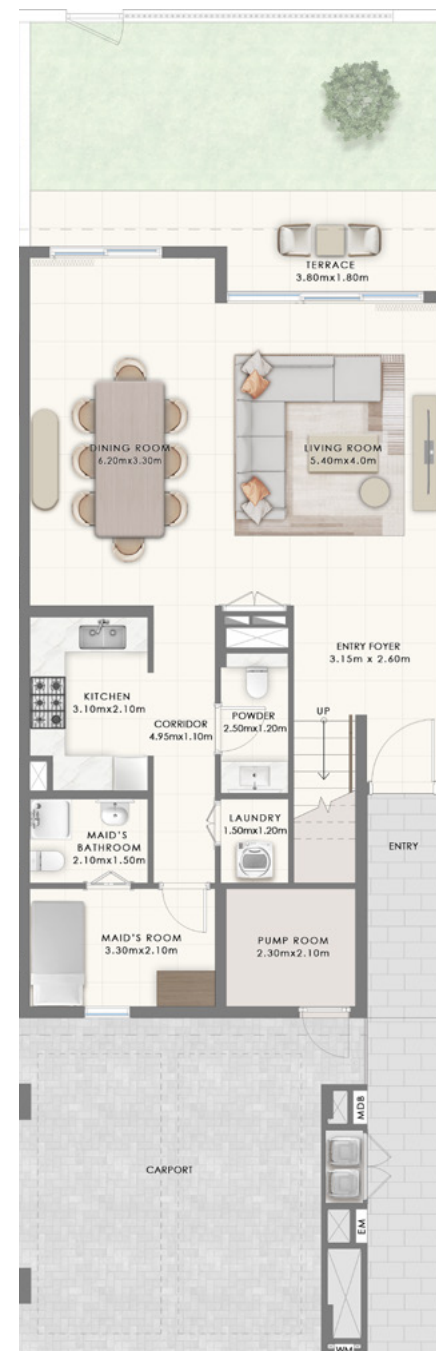 TERRACE
3.80mx1.80m
DINING ROOM
6.20mx3.30m
LIVING ROOM
5.40mx4.0m
ENTRY FOYER
3.15m x 2.60m
KITCHEN
3.10mx2.10m
CORRIDOR
4.95mx1.10m
POWDER
2.50mx1.20m
UP
MAID'S
BATHROOM
2.10mx1.50m
LAUNDRY
1.50mx1.20m
ENTRY
MAID'S ROOM
3.30mx2.10m
PUMP ROOM
2.30mx2.10m
MDB
CARPORT
EM
WM